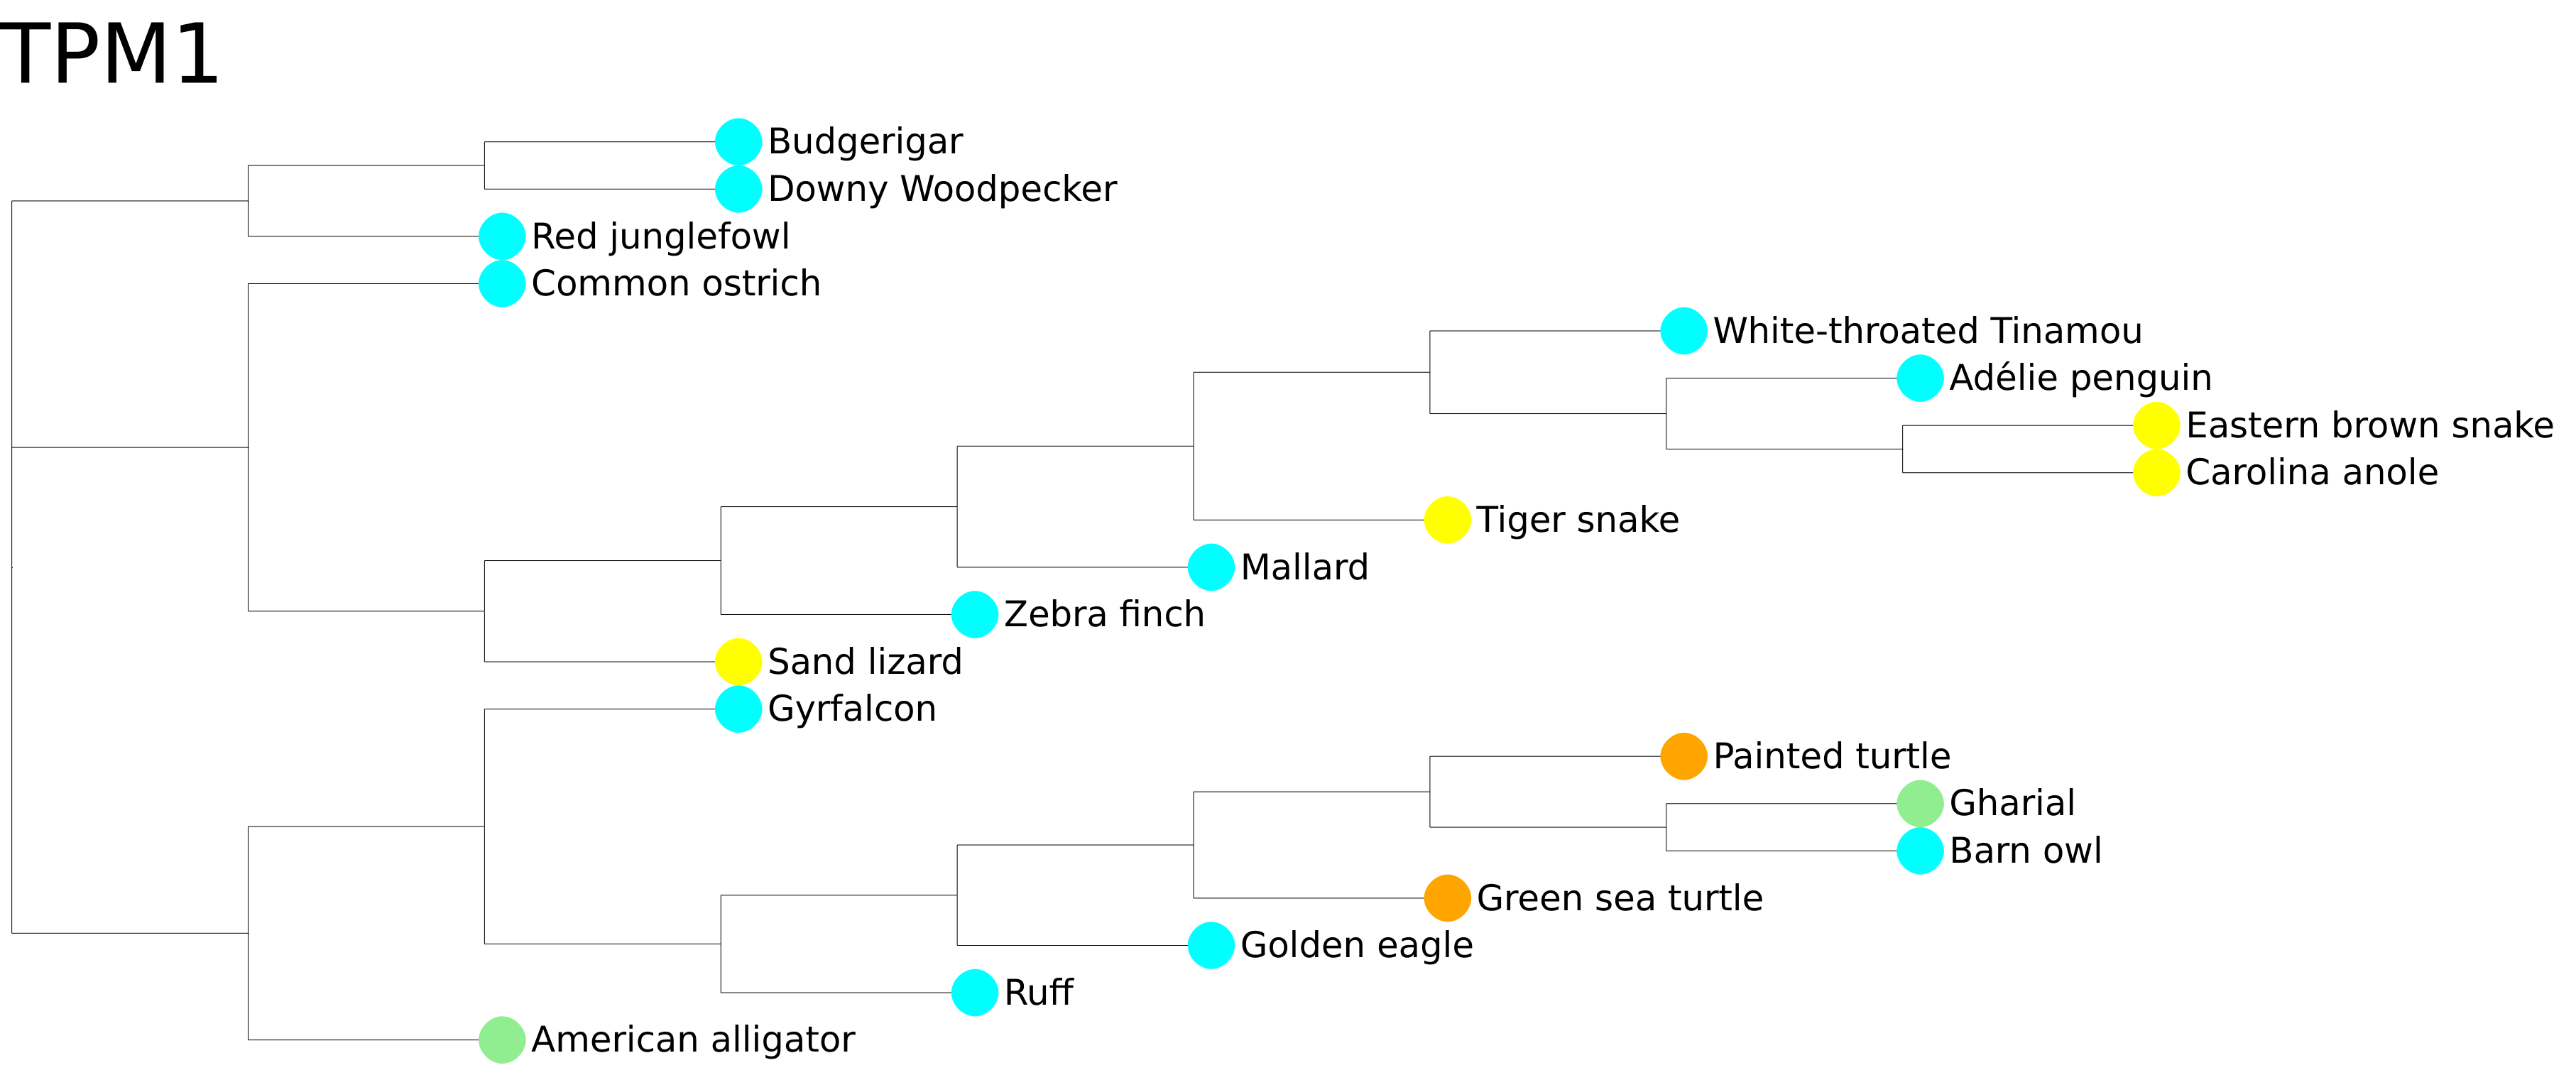 TPM1
Budgerigar
Downy Woodpecker
Red junglefowl
Common ostrich
White-throated Tinamou
Adélie penguin
Eastern brown snake
Carolina anole
Tiger snake
Mallard
Zebra finch
Sand lizard
Gyrfalcon
Painted turtle
Gharial
Barn owl
Green sea turtle
Golden eagle
Ruff
American alligator